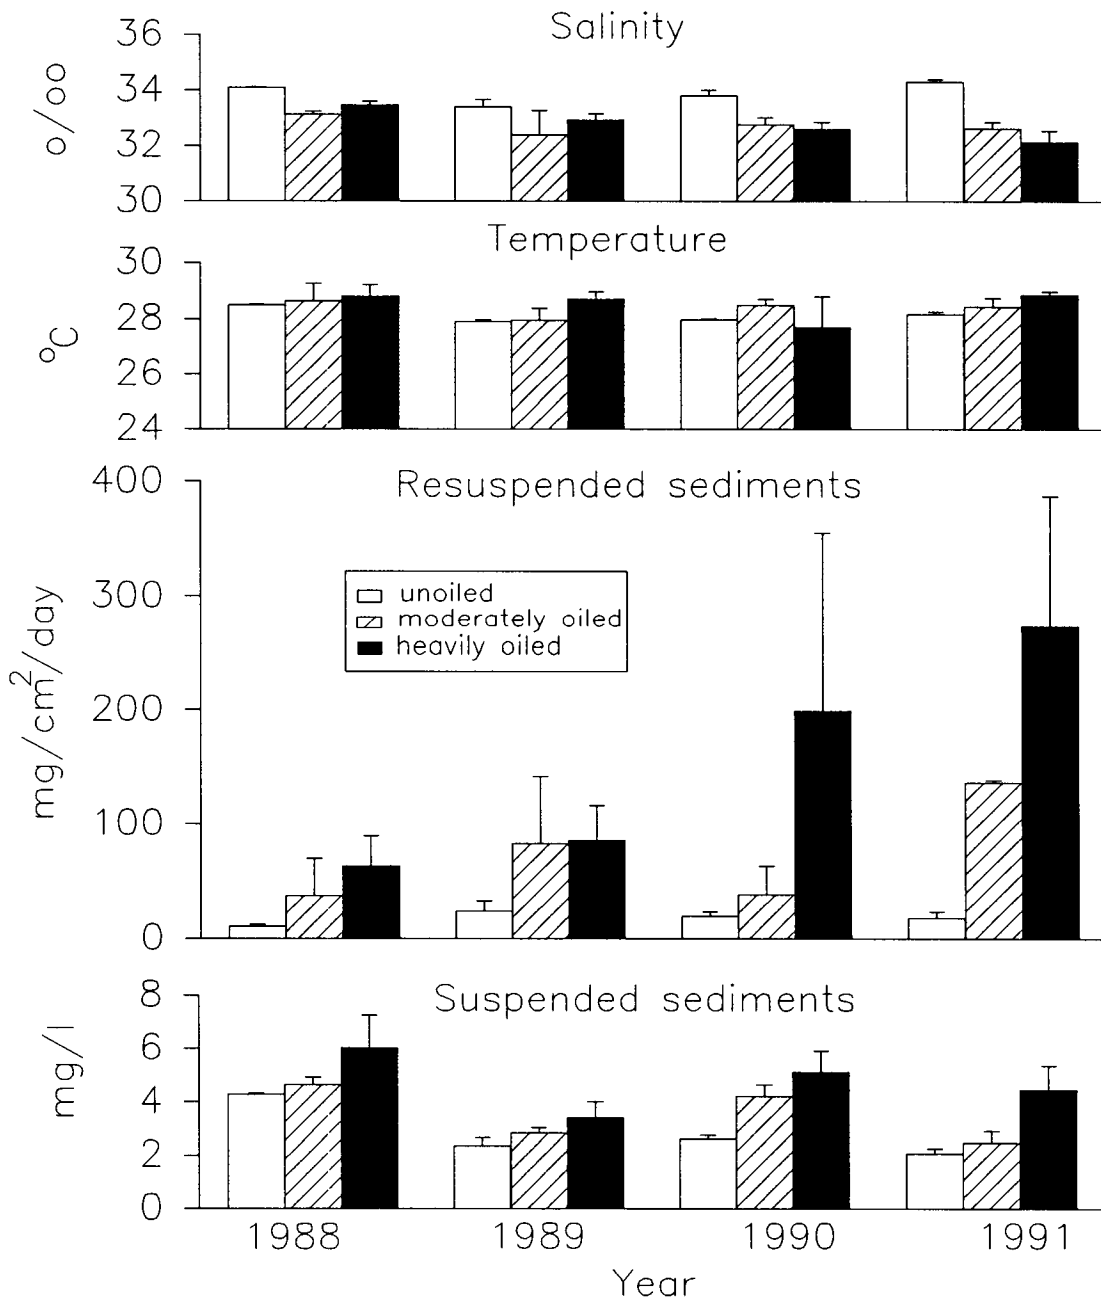 Salinity
o/oo
36
34
32
30
Temperature
°C
30
28
26
24
Resuspended sediments
mg/cm²/day
400
300
200
100
0
unoiled
moderately oiled
heavily oiled
Suspended sediments
mg/l
8
6
4
2
0
1988 1989 1990 1991
Year